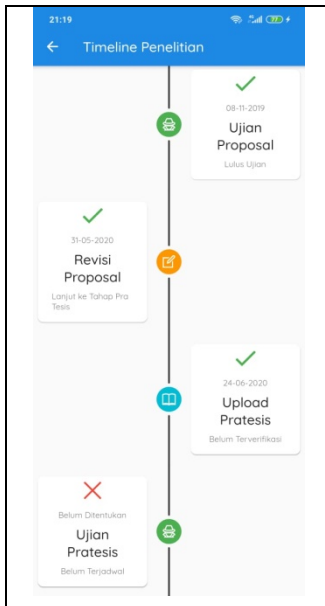 21:19
77
Timeline Penelitian
08-11-2019
Ujian
Proposal
Lulus Ujian
31-05-2020
Revisi
Proposal
Lanjut ke Tahap Pra
Tesis
24-06-2020
Upload
Pratesis
Belum Terverifikasi
Belum Ditentukan
Ujian
Pratesis
Belum Terjadwal